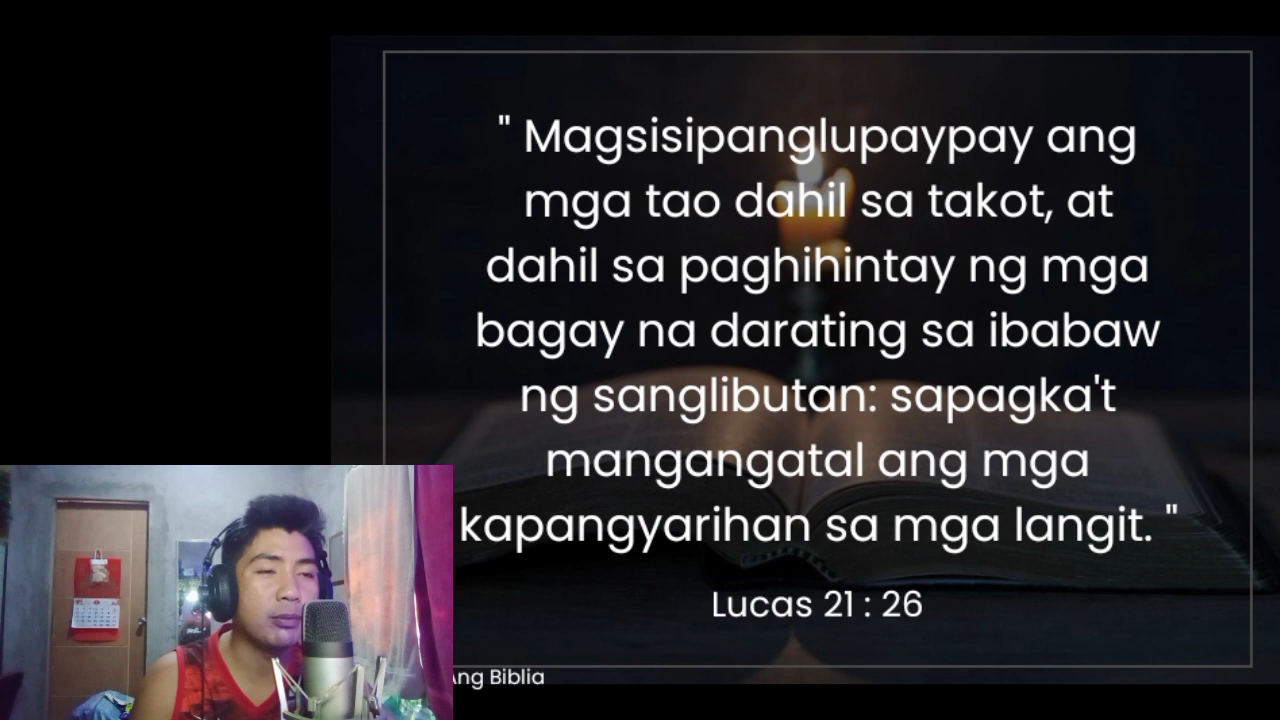 " Magsisipanglupaypay ang
mga tao dahil sa takot, at
dahil sa paghihintay ng mga
bagay na darating sa ibabaw
ng sanglibutan: sapagka't
mangangatal ang mga
kapangyarihan sa mga langit. "
Lucas 21 : 26
Ang Biblia